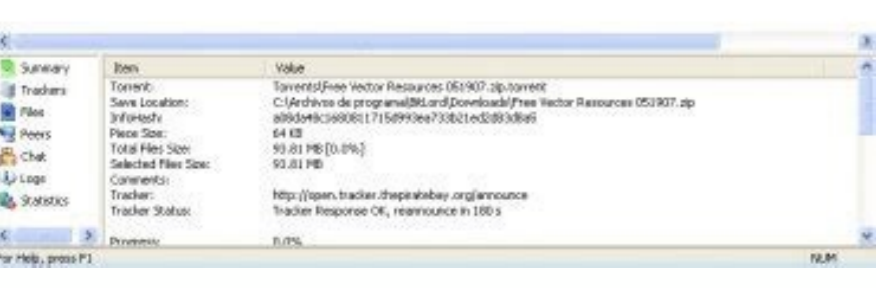 Summary
Trackers
Files
Peers
Chat
Logs
Statistics
Item Value
Torrent: Torrents\Free Vector Resources 051907.zip.torrent
Save Location: C:\Archivos de programa\BitLord\Downloads\Free Vector Resources 051907.zip
InfoHash:
Piece Size: 64 KB
Total Files Size: 93.81 MB [0.0%]
Selected Files Size: 93.81 MB
Comments:
Tracker: http://open.tracker.thepiratebay.org/announce
Tracker Status: Tracker Response OK, reannounce in 180 s
Progress: 0.0%
For Help, press F1 NUM